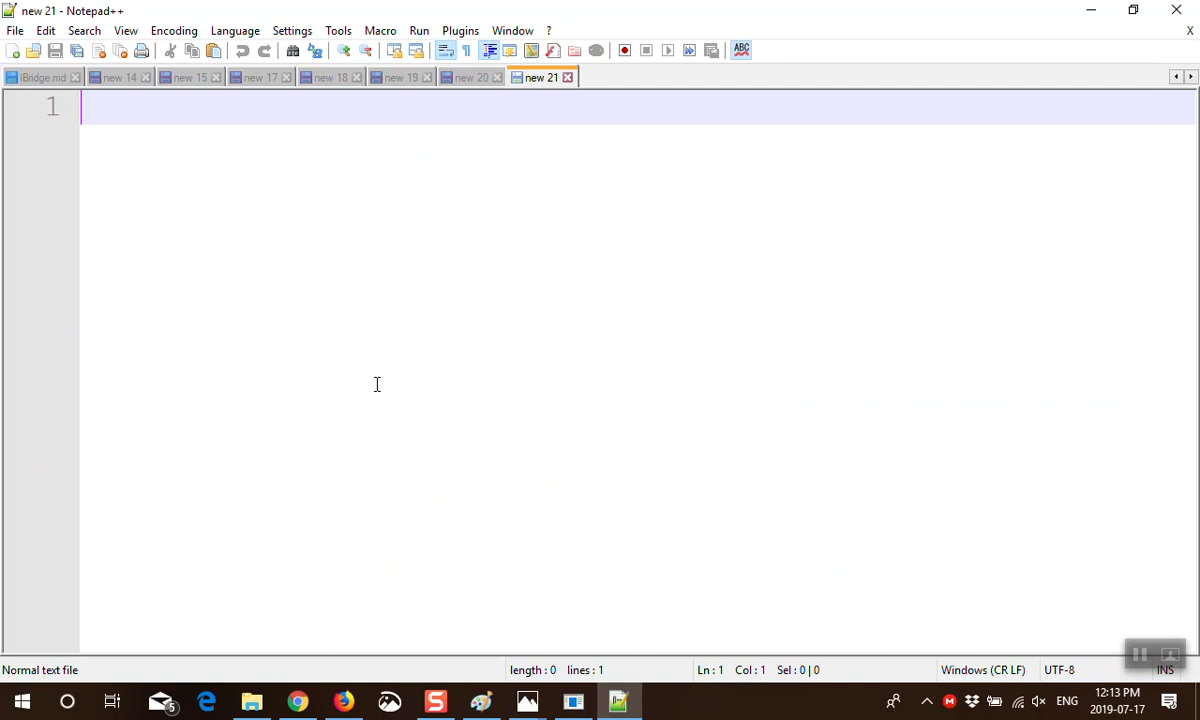 new 21 - Notepad++
File Edit Search View Encoding Language Settings Tools Macro Run Plugins Window ? X
ABC
iBridge.md new 14 new 15 new 17 new 18 new 19 new 20 new 21
1
Normal text file length : 0 lines : 1 Ln : 1 Col : 1 Sel : 0 | 0 Windows (CR LF) UTF-8 INS
5 S M ENG 12:13 PM
2019-07-17